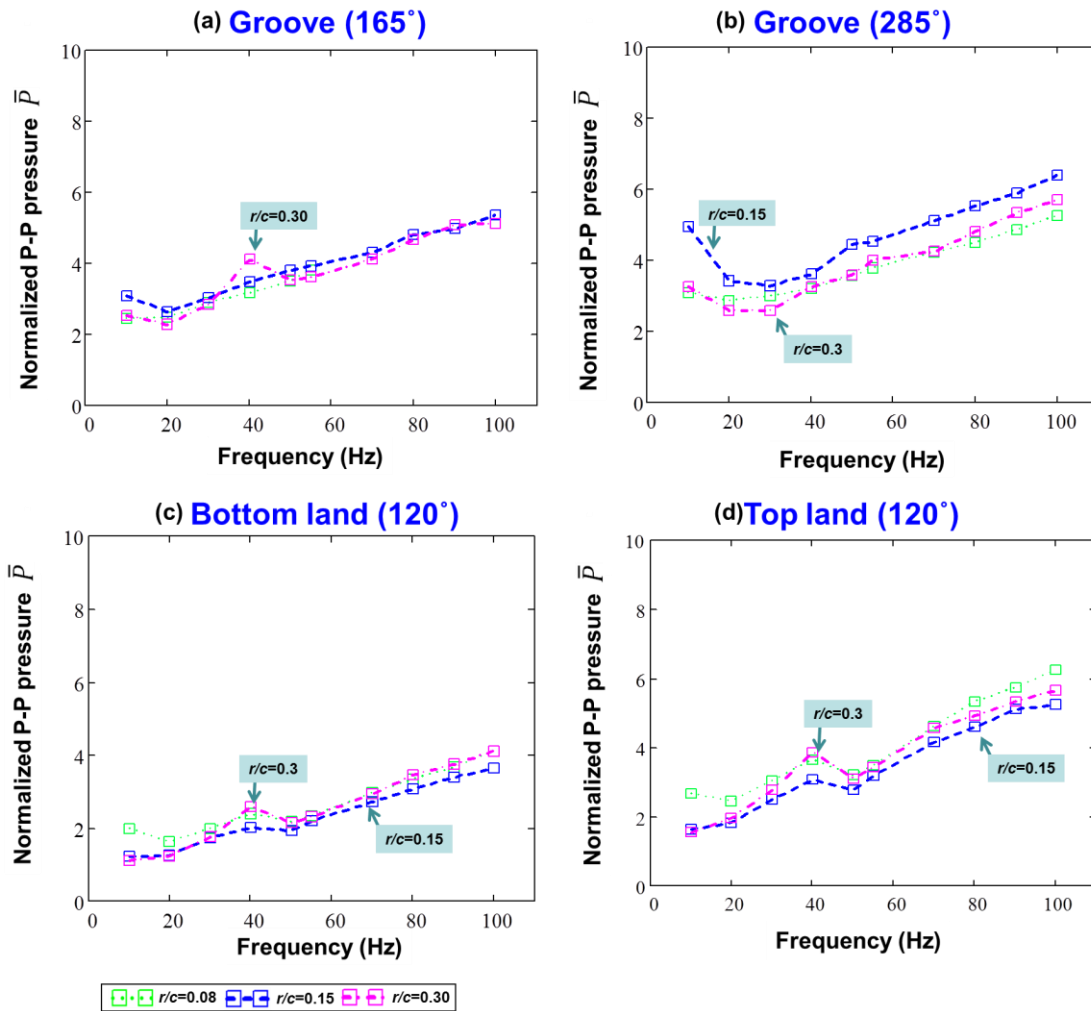 (a) Groove (165˚)
Normalized P-P pressure P̅
10
8
6
4
2
0
r/c=0.30
0 20 40 60 80 100
Frequency (Hz)
(b) Groove (285˚)
Normalized P-P pressure P̅
10
8
6
4
2
0
r/c=0.15
r/c=0.3
0 20 40 60 80 100
Frequency (Hz)
(c) Bottom land (120˚)
Normalized P-P pressure P̅
10
8
6
4
2
0
r/c=0.3
r/c=0.15
0 20 40 60 80 100
Frequency (Hz)
(d)Top land (120˚)
Normalized P-P pressure P̅
10
8
6
4
2
0
r/c=0.3
r/c=0.15
0 20 40 60 80 100
Frequency (Hz)
r/c=0.08 r/c=0.15 r/c=0.30